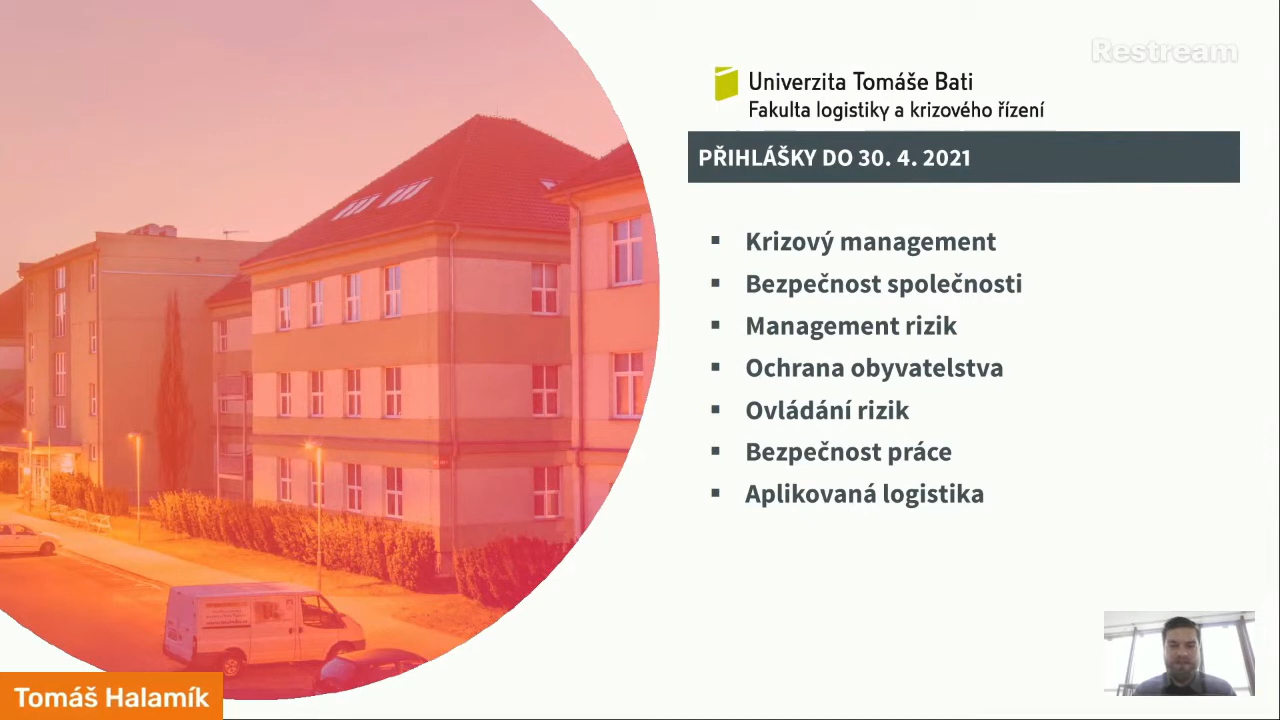 Restream
Univerzita Tomáše Bati
Fakulta logistiky a krizového řízení
PŘIHLÁŠKY DO 30. 4. 2021
Krizový management
Bezpečnost společnosti
Management rizik
Ochrana obyvatelstva
Ovládání rizik
Bezpečnost práce
Aplikovaná logistika
Tomáš Halamík